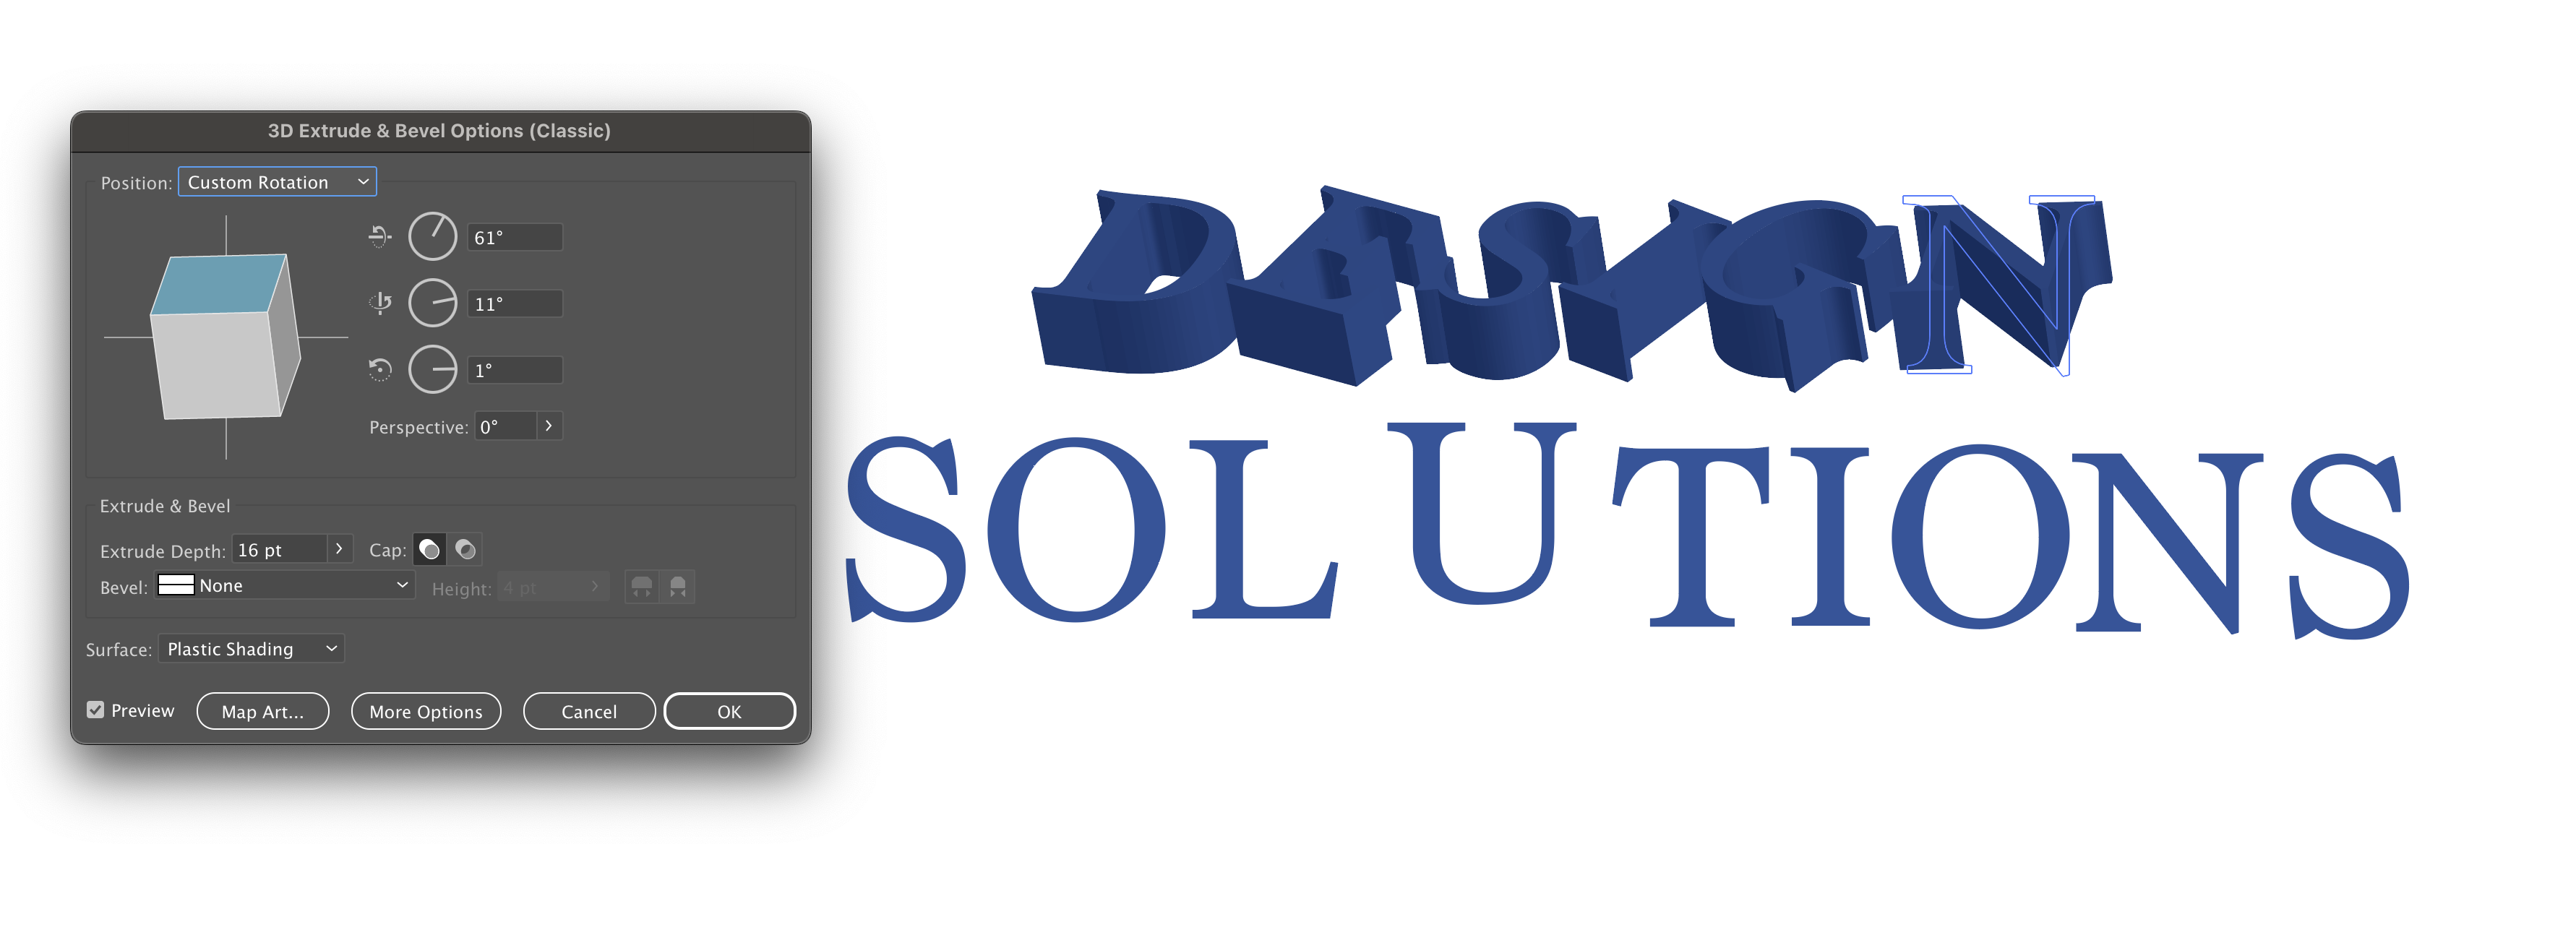 3D Extrude & Bevel Options (Classic)
Position: Custom Rotation
61°
11°
1°
Perspective: 0°
Extrude & Bevel
Extrude Depth: 16 pt Cap:
Bevel: None Height: 4 pt
Surface: Plastic Shading
Preview Map Art... More Options Cancel OK
DESIGN
SOLUTIONS